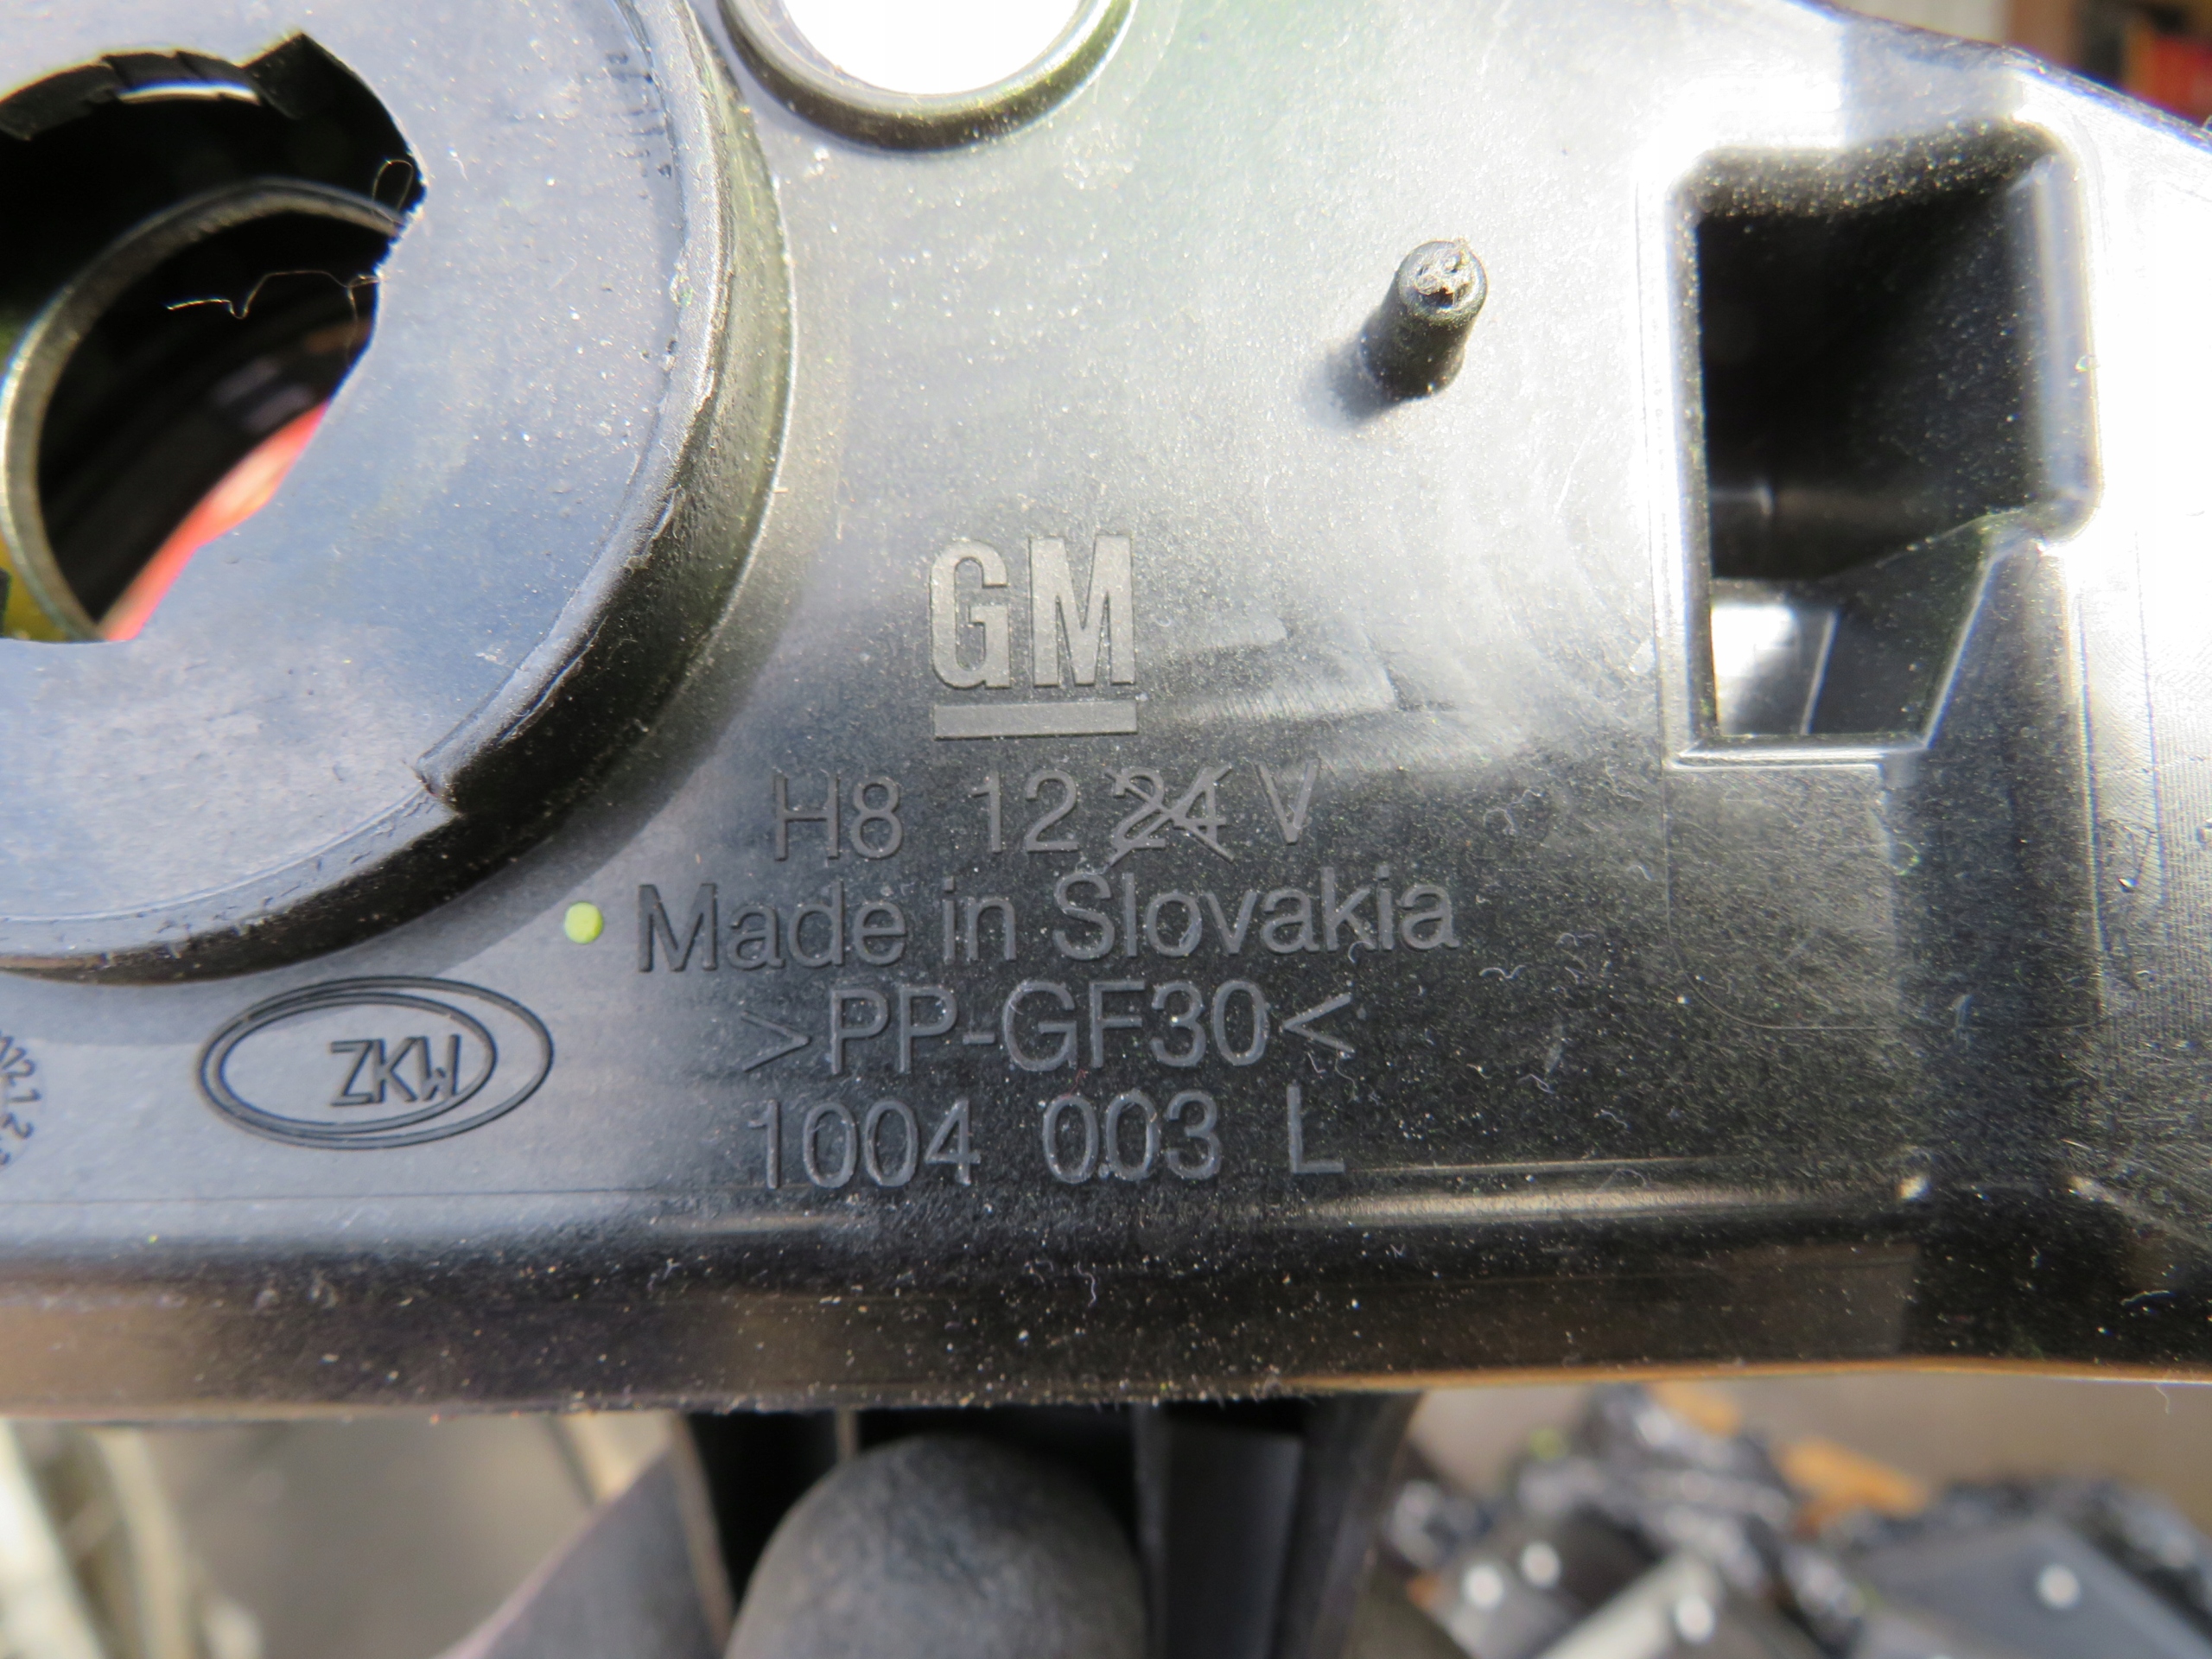 GM
H8 12 24 V
Made in Slovakia
ZKW
>PP-GF30<
1004 003 L